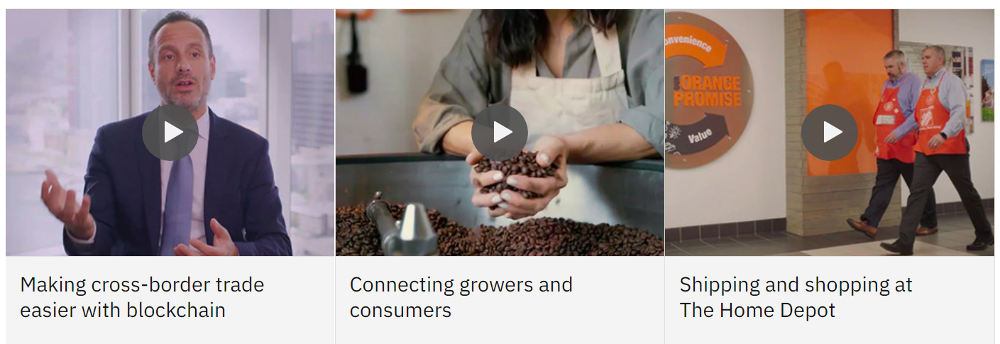 Convenience
ORANGE
PROMISE
Value
Making cross-border trade
easier with blockchain
Connecting growers and
consumers
Shipping and shopping at
The Home Depot